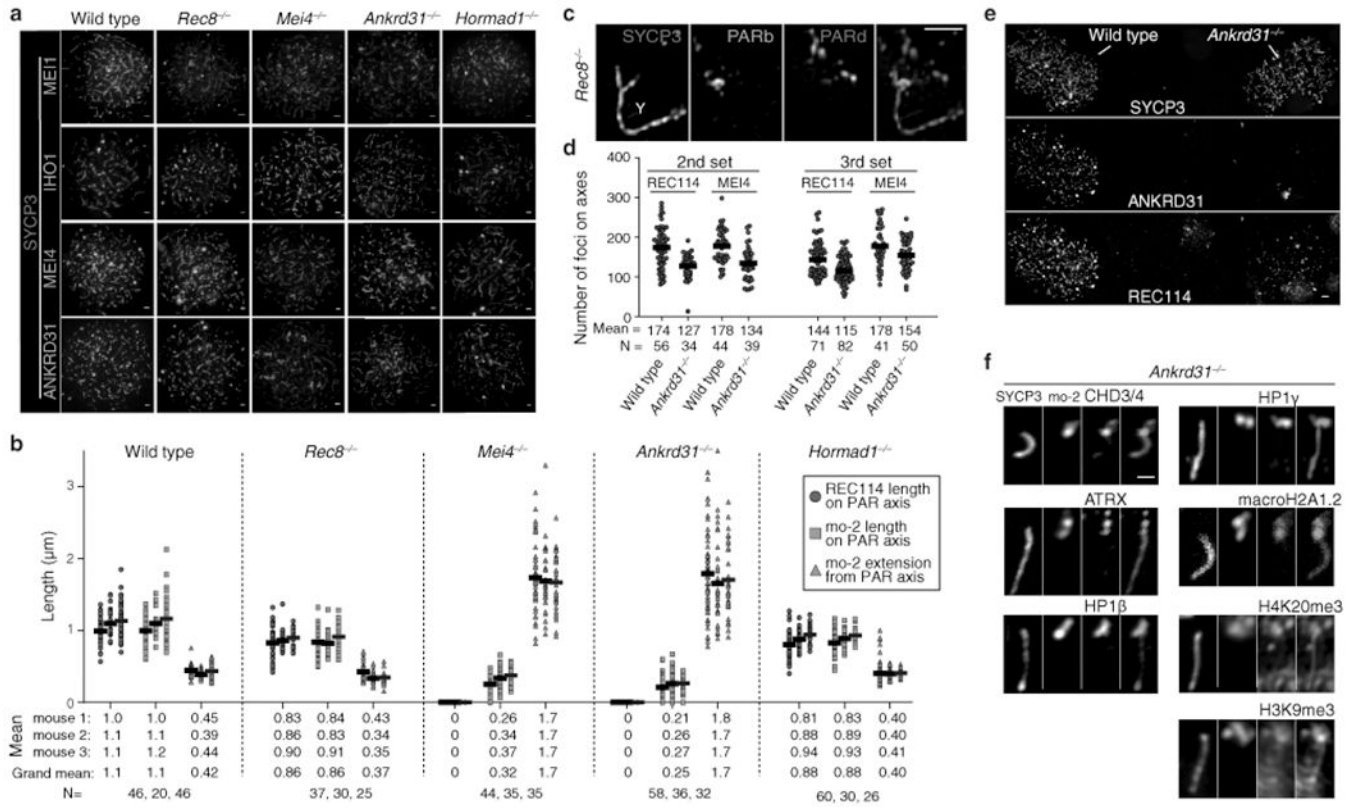 a
Wild type Rec8⁻/⁻ Mei4⁻/⁻ Ankrd31⁻/⁻ Hormad1⁻/⁻
SYCP3
MEI1
IHO1
MEI4
ANKRD31
b
Wild type Rec8⁻/⁻ Mei4⁻/⁻ Ankrd31⁻/⁻ Hormad1⁻/⁻
REC114 length
on PAR axis
mo-2 length
on PAR axis
mo-2 extension
from PAR axis
Length (µm)
3
2
1
0
Mean
mouse 1: 1.0 1.0 0.45 0.83 0.84 0.43 0 0.26 1.7 0 0.21 1.8 0.81 0.83 0.40
mouse 2: 1.1 1.1 0.39 0.86 0.83 0.34 0 0.34 1.7 0 0.26 1.7 0.88 0.89 0.40
mouse 3: 1.1 1.2 0.44 0.90 0.91 0.35 0 0.37 1.7 0 0.27 1.7 0.94 0.93 0.41
Grand mean: 1.1 1.1 0.42 0.86 0.86 0.37 0 0.32 1.7 0 0.25 1.7 0.88 0.88 0.40
N= 46, 20, 46 37, 30, 25 44, 35, 35 58, 36, 32 60, 30, 26
c
Rec8⁻/⁻
SYCP3 PARb PARd
Y
d
2nd set 3rd set
REC114 MEI4 REC114 MEI4
Number of foci on axes
400
300
200
100
0
Mean = 174 127 178 134 144 115 178 154
N = 56 34 44 39 71 82 41 50
Wild type Ankrd31⁻/⁻ Wild type Ankrd31⁻/⁻ Wild type Ankrd31⁻/⁻ Wild type Ankrd31⁻/⁻
e
Wild type Ankrd31⁻/⁻
SYCP3
ANKRD31
REC114
f
Ankrd31⁻/⁻
SYCP3 mo-2 CHD3/4 HP1γ
ATRX macroH2A1.2
HP1β H4K20me3
H3K9me3